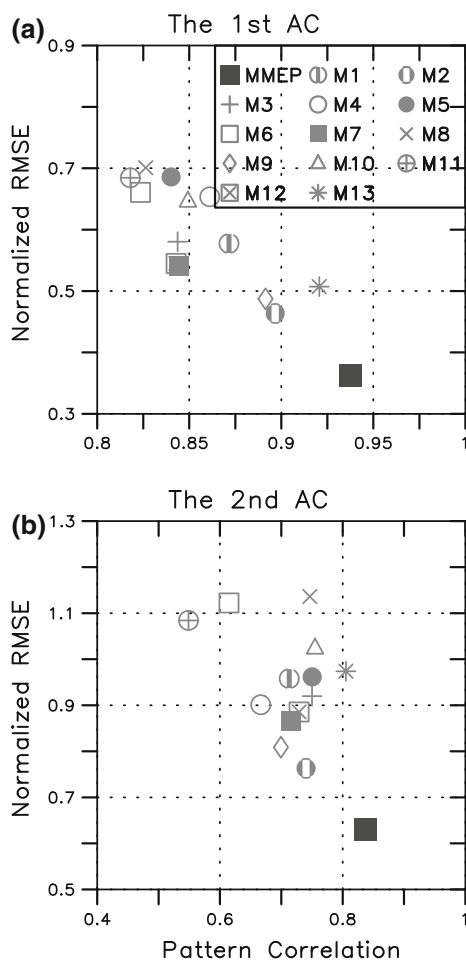 (a) The 1st AC
0.9
0.7
0.5
0.3
Normalized RMSE
MMEP M1 M2
M3 M4 M5
M6 M7 M8
M9 M10 M11
M12 M13
0.8 0.85 0.9 0.95 1
(b) The 2nd AC
1.3
1.1
0.9
0.7
0.5
Normalized RMSE
0.4 0.6 0.8 1
Pattern Correlation